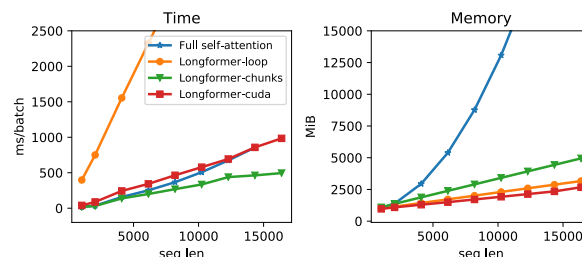 Time
2500
2000
1500
1000
500
0
ms/batch
5000
10000
15000
seq len
Full self-attention
Longformer-loop
Longformer-chunks
Longformer-cuda
Memory
15000
12500
10000
7500
5000
2500
0
MiB
5000
10000
15000
seq len